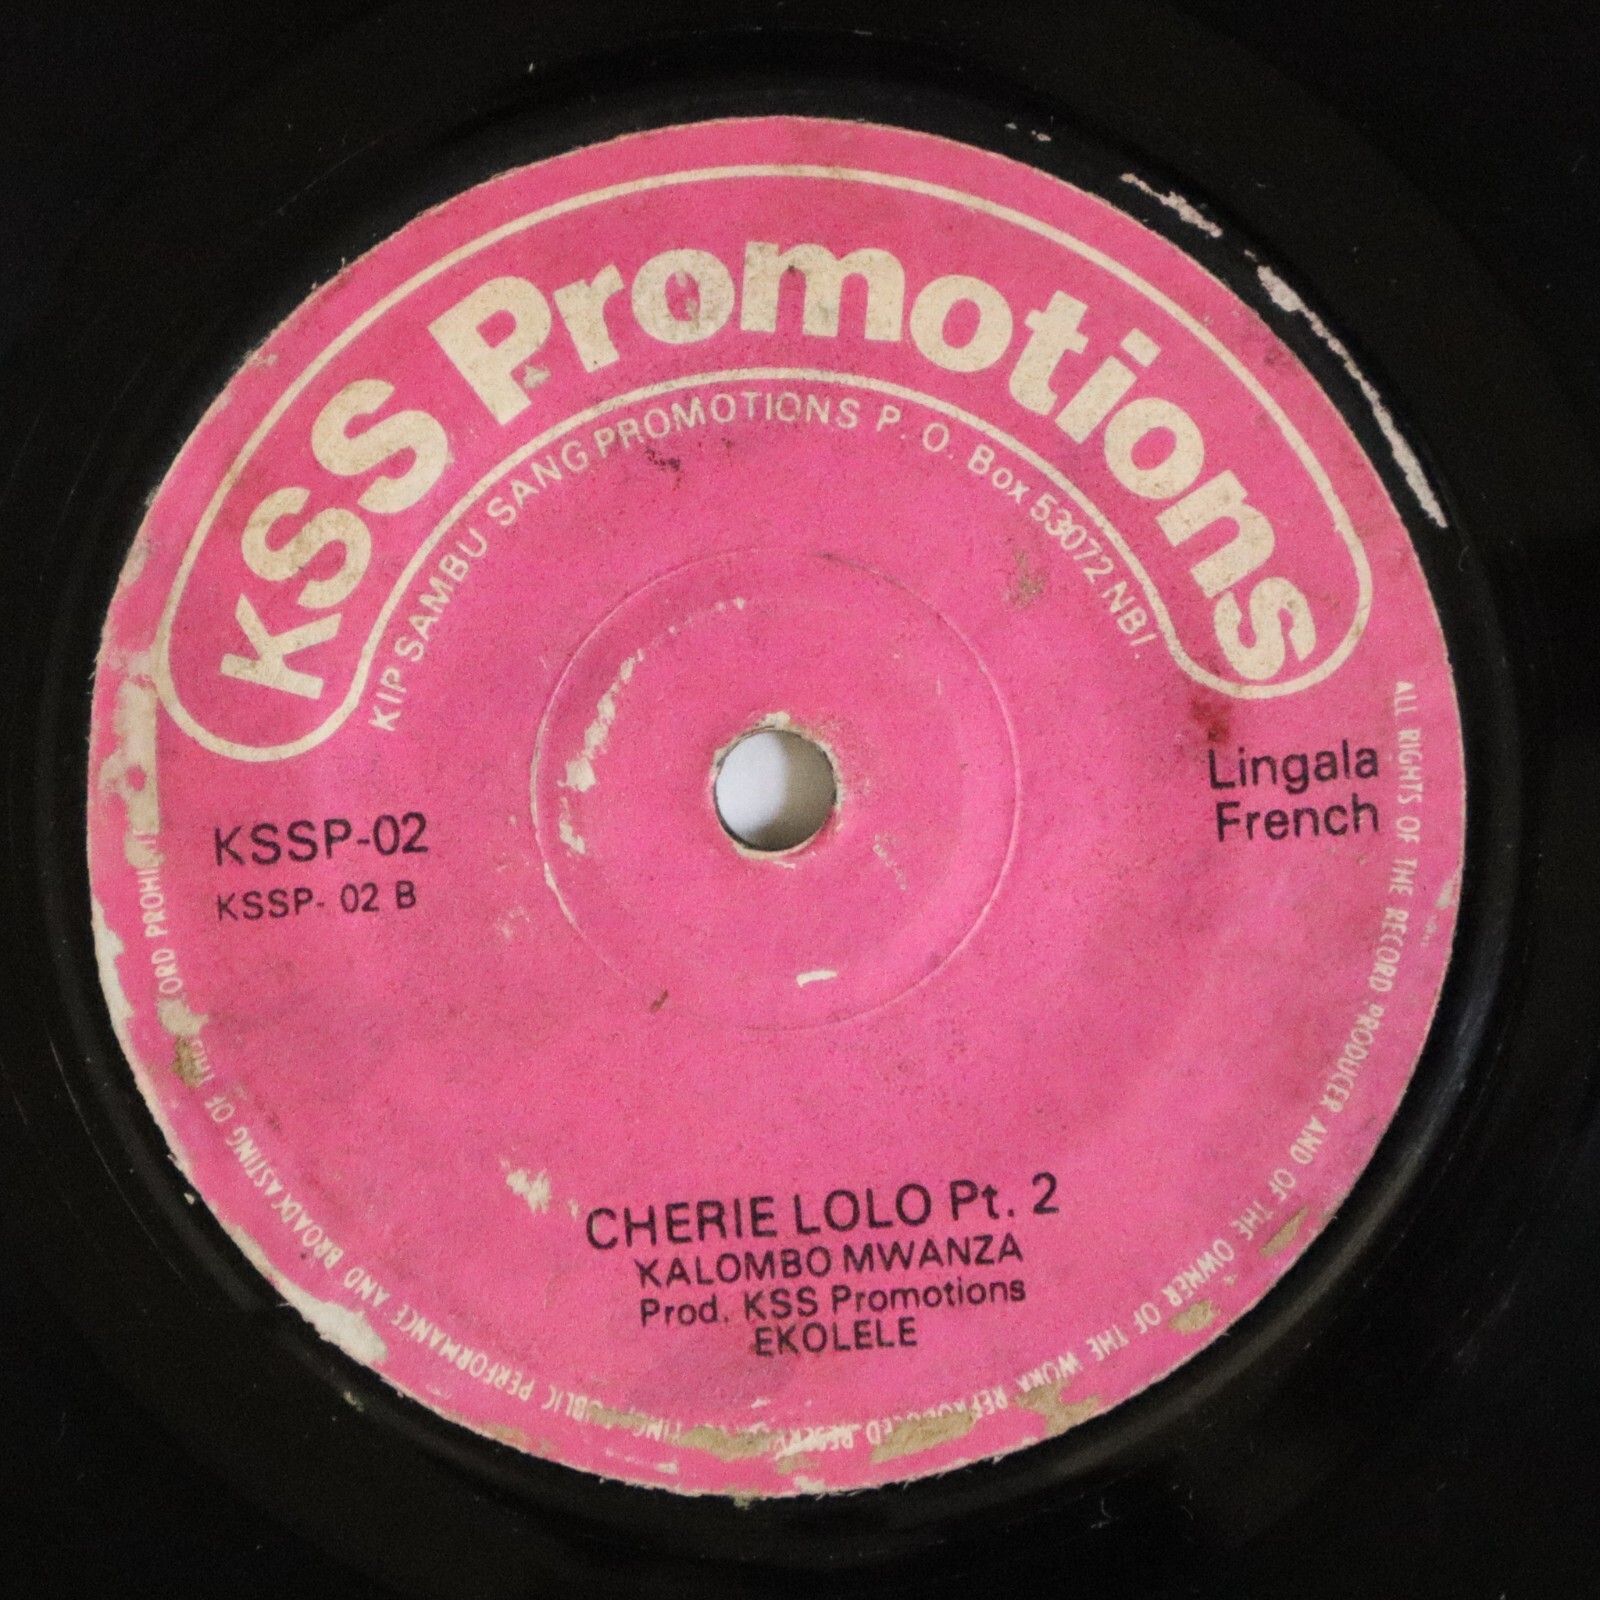 KSS Promotions
KIP SAMBU SANG PROMOTIONS P. O. Box 53072 NBI.
Lingala
French
KSSP-02
KSSP- 02 B
CHERIE LOLO Pt. 2
KALOMBO MWANZA
Prod. KSS Promotions
EKOLELE
ALL RIGHTS OF THE RECORD PRODUCER AND OF THE OWNER OF THE WORK REPRODUCED PUBLIC PERFORMANCE AND BROADCASTING OF THIS